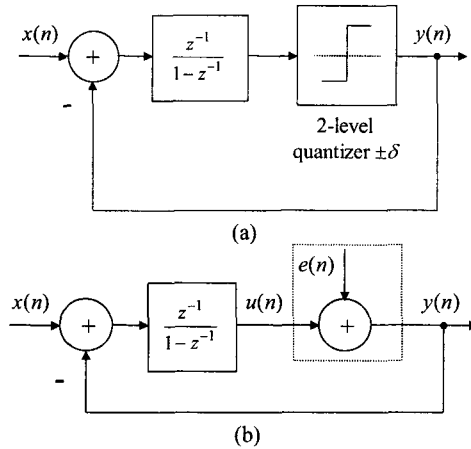 x(n)
+
-
z⁻¹
1 - z⁻¹
y(n)
2-level
quantizer ±δ
(a)
x(n)
+
-
z⁻¹
1 - z⁻¹
u(n)
e(n)
+
y(n)
(b)